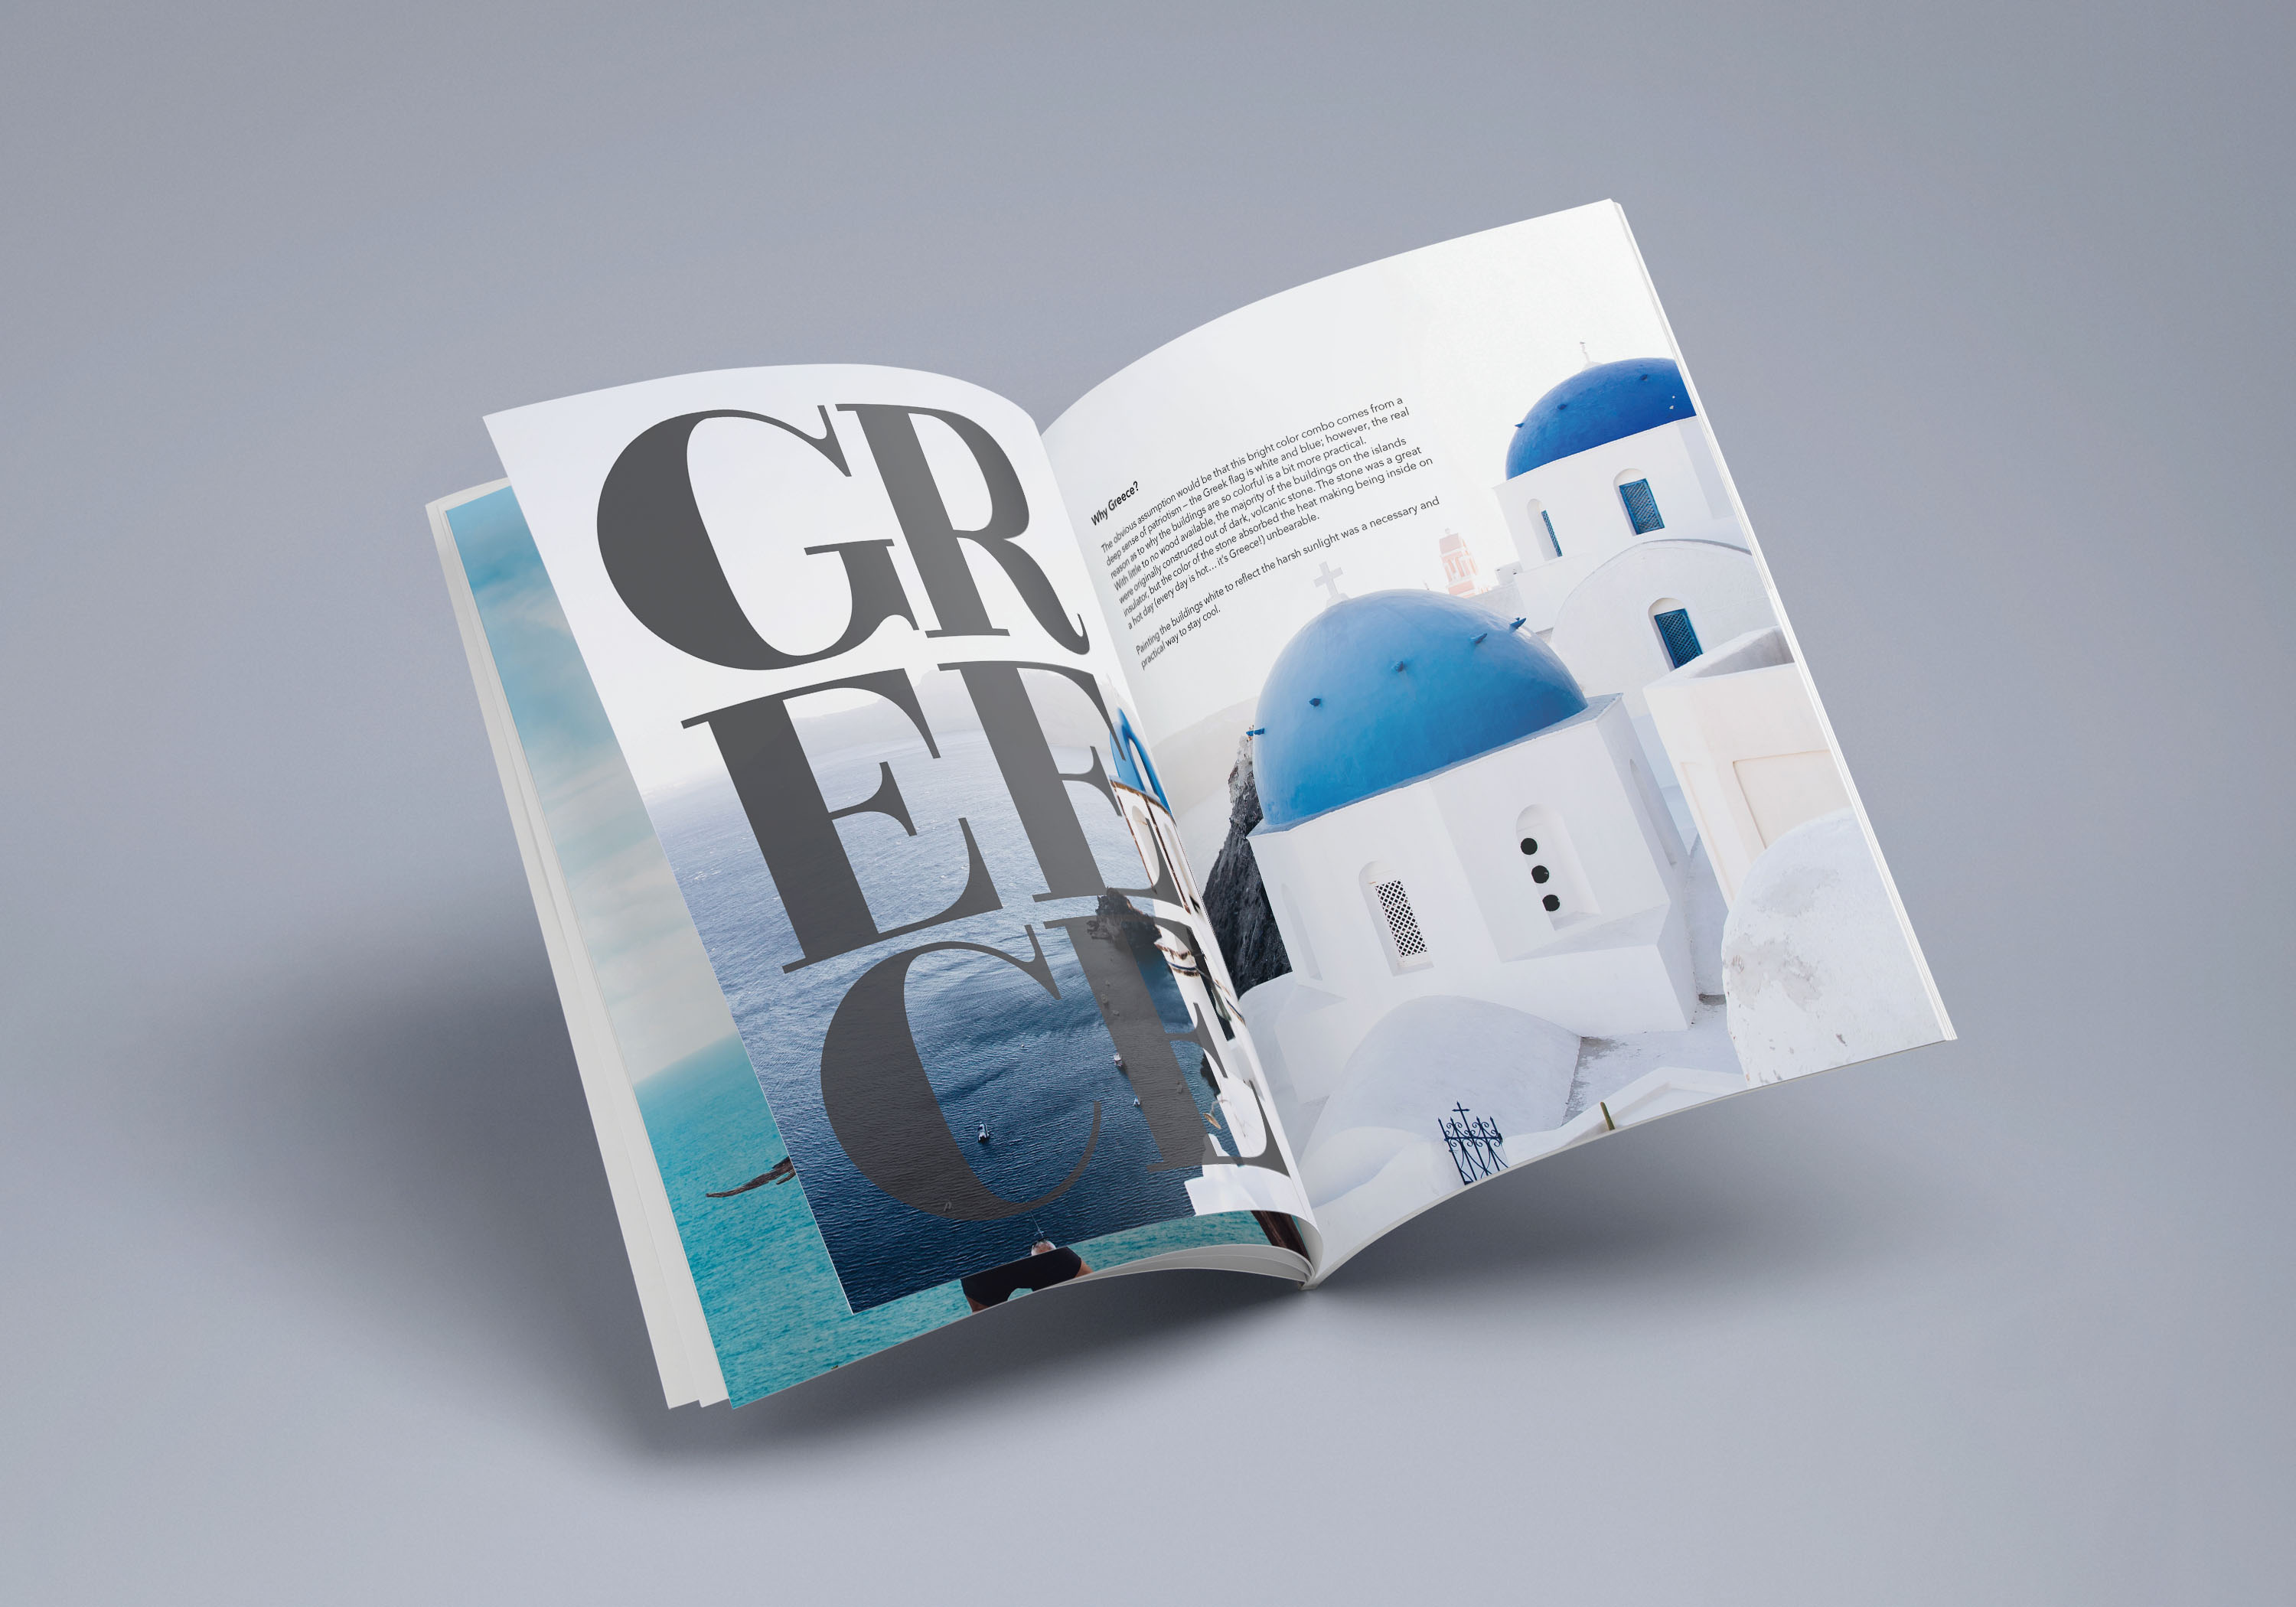 GR
EE
CE
Why Greece?
The obvious assumption would be that this bright color combo comes from a
deep sense of patriotism – the Greek flag is white and blue; however, the real
reason as to why the buildings are so colorful is a bit more practical.
With little to no wood available, the majority of the buildings on the islands
were originally constructed out of dark, volcanic stone. The stone was a great
insulator, but the color of the stone absorbed the heat making being inside on
a hot day (every day is hot... it's Greece!) unbearable.
Painting the buildings white to reflect the harsh sunlight was a necessary and
practical way to stay cool.